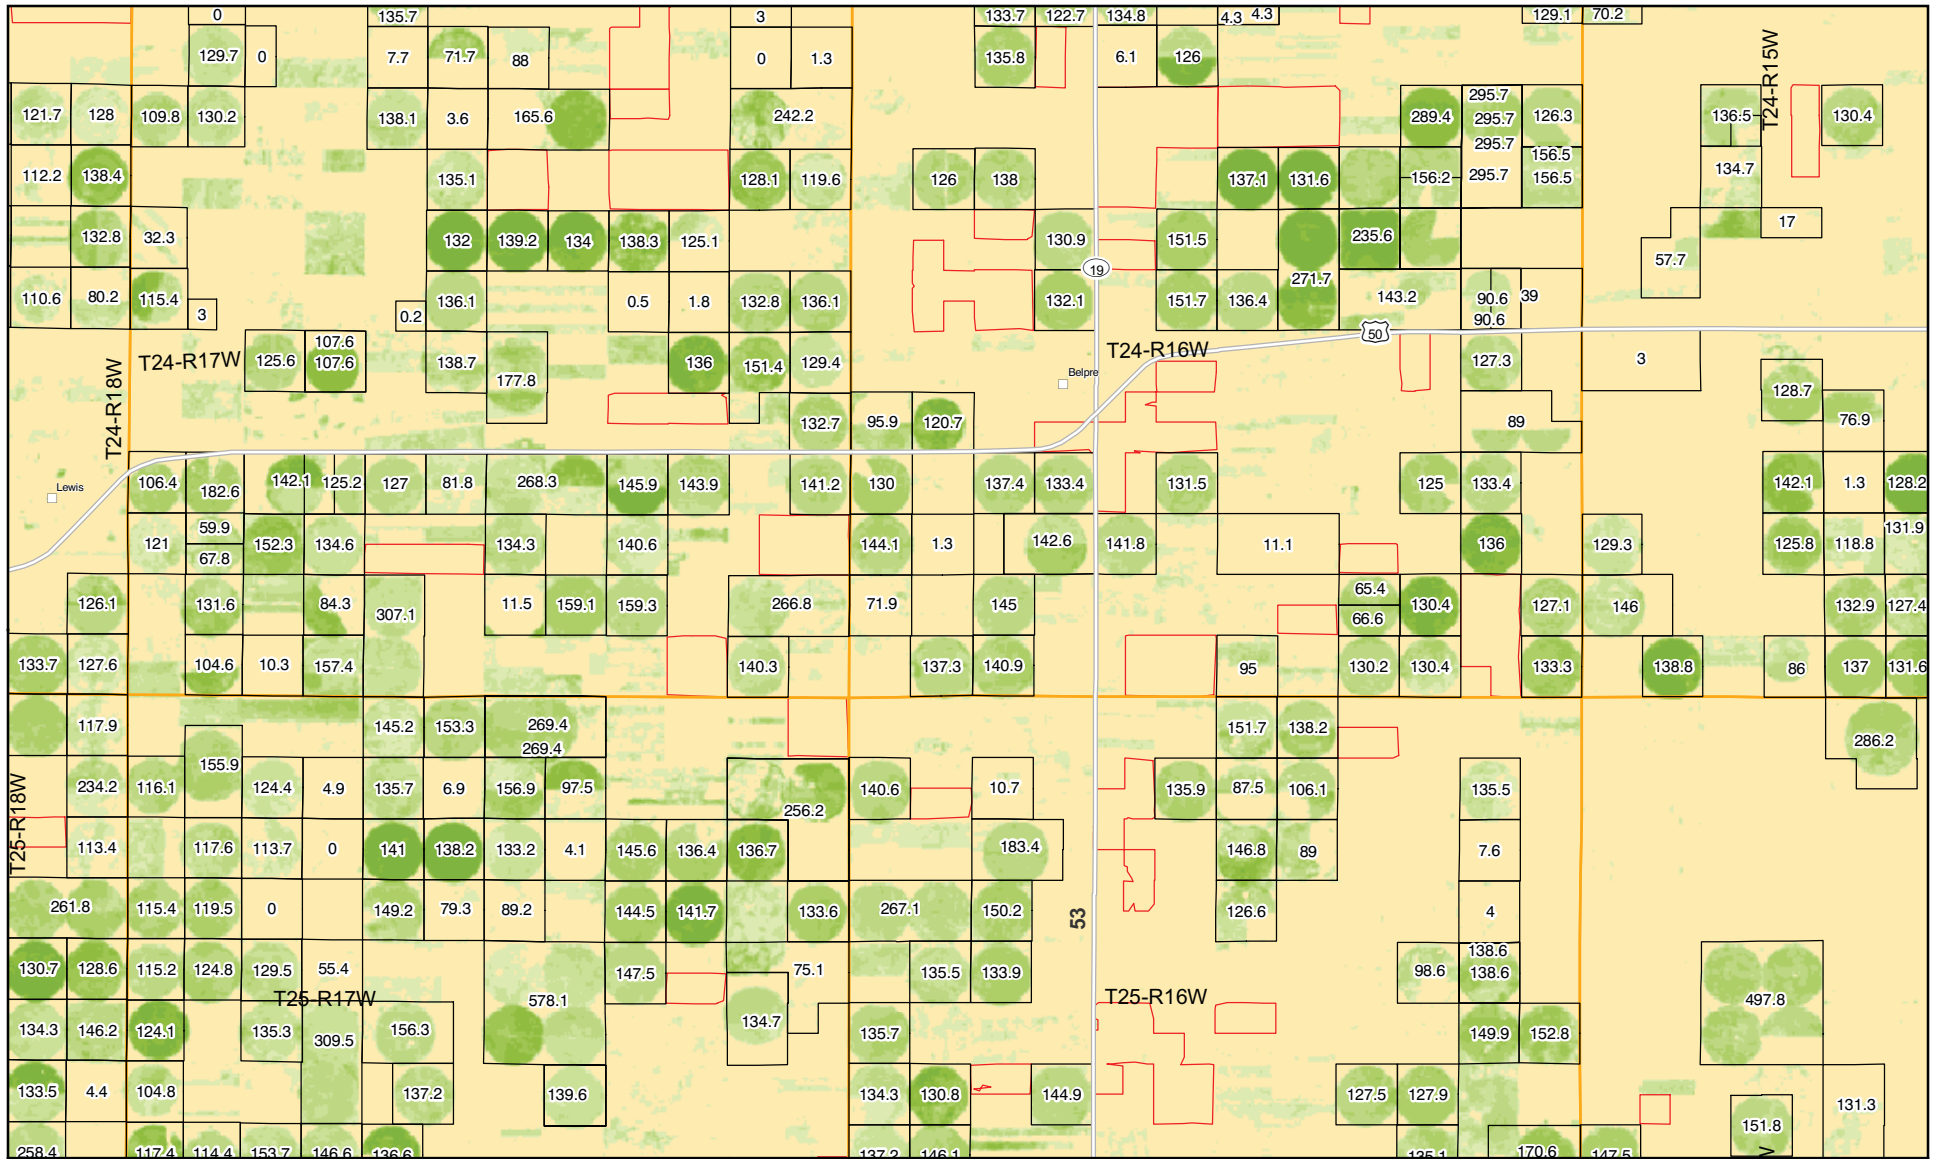 0 135.7 3 133.7 122.7 134.8 4.3 4.3 129.1 70.2
129.7 0 7.7 71.7 88 0 1.3 135.8 6.1 126
T24-R15W
121.7 128 109.8 130.2 138.1 3.6 165.6 242.2 289.4 295.7 295.7 126.3 136.5 130.4
295.7 156.5
112.2 138.4 135.1 128.1 119.6 126 138 137.1 131.6 156.2 295.7 156.5 134.7
132.8 32.3 132 139.2 134 138.3 125.1 130.9 151.5 235.6 17
57.7
19
110.6 80.2 115.4 3 0.2 136.1 0.5 1.8 132.8 136.1 132.1 151.7 136.4 271.7 143.2 90.6 39
90.6
50
T24-R18W T24-R17W 125.6 107.6 107.6 138.7 177.8 136 151.4 129.4 T24-R16W 127.3 3
Belpre
128.7
132.7 95.9 120.7 89 76.9
Lewis 106.4 182.6 142.1 125.2 127 81.8 268.3 145.9 143.9 141.2 130 137.4 133.4 131.5 125 133.4 142.1 1.3 128.2
59.9 131.9
121 67.8 152.3 134.6 134.3 140.6 144.1 1.3 142.6 141.8 11.1 136 129.3 125.8 118.8
126.1 131.6 84.3 307.1 11.5 159.1 159.3 266.8 71.9 145 65.4 66.6 130.4 127.1 146 132.9 127.4
133.7 127.6 104.6 10.3 157.4 140.3 137.3 140.9 95 130.2 130.4 133.3 138.8 86 137 131.6
117.9 145.2 153.3 269.4 269.4 151.7 138.2 286.2
T25-R18W
234.2 116.1 155.9 124.4 4.9 135.7 6.9 156.9 97.5 256.2 140.6 10.7 135.9 87.5 106.1 135.5
113.4 117.6 113.7 0 141 138.2 133.2 4.1 145.6 136.4 136.7 183.4 146.8 89 7.6
261.8 115.4 119.5 0 149.2 79.3 89.2 144.5 141.7 133.6 267.1 150.2 53 126.6 4
138.6
130.7 128.6 115.2 124.8 129.5 55.4 147.5 75.1 135.5 133.9 98.6 138.6
T25-R17W 578.1 T25-R16W 497.8
134.3 146.2 124.1 135.3 309.5 156.3 134.7 135.7 149.9 152.8
133.5 4.4 104.8 137.2 139.6 134.3 130.8 144.9 127.5 127.9 131.3
151.8
258.4 117.4 114.4 153.7 146.6 136.6 137.2 146.1 135.1 170.6 147.5
W